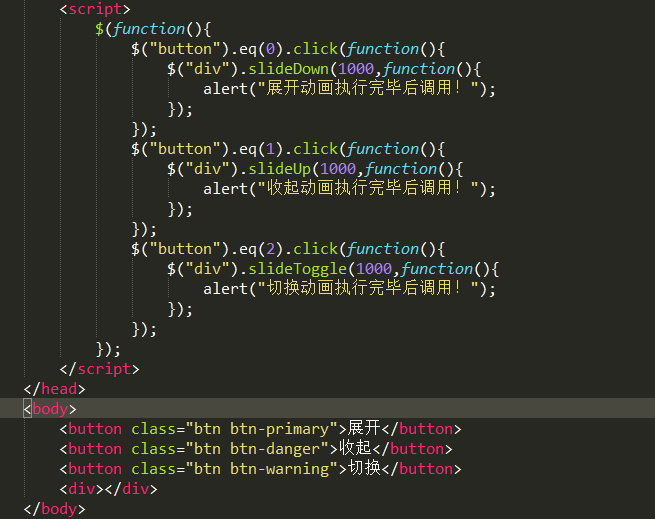 <script>
$(function(){
$("button").eq(0).click(function(){
$("div").slideDown(1000,function(){
alert("展开动画执行完毕后调用！");
});
});
$("button").eq(1).click(function(){
$("div").slideUp(1000,function(){
alert("收起动画执行完毕后调用！");
});
});
$("button").eq(2).click(function(){
$("div").slideToggle(1000,function(){
alert("切换动画执行完毕后调用！");
});
});
});
</script>
</head>
<body>
<button class="btn btn-primary">展开</button>
<button class="btn btn-danger">收起</button>
<button class="btn btn-warning">切换</button>
<div></div>
</body>